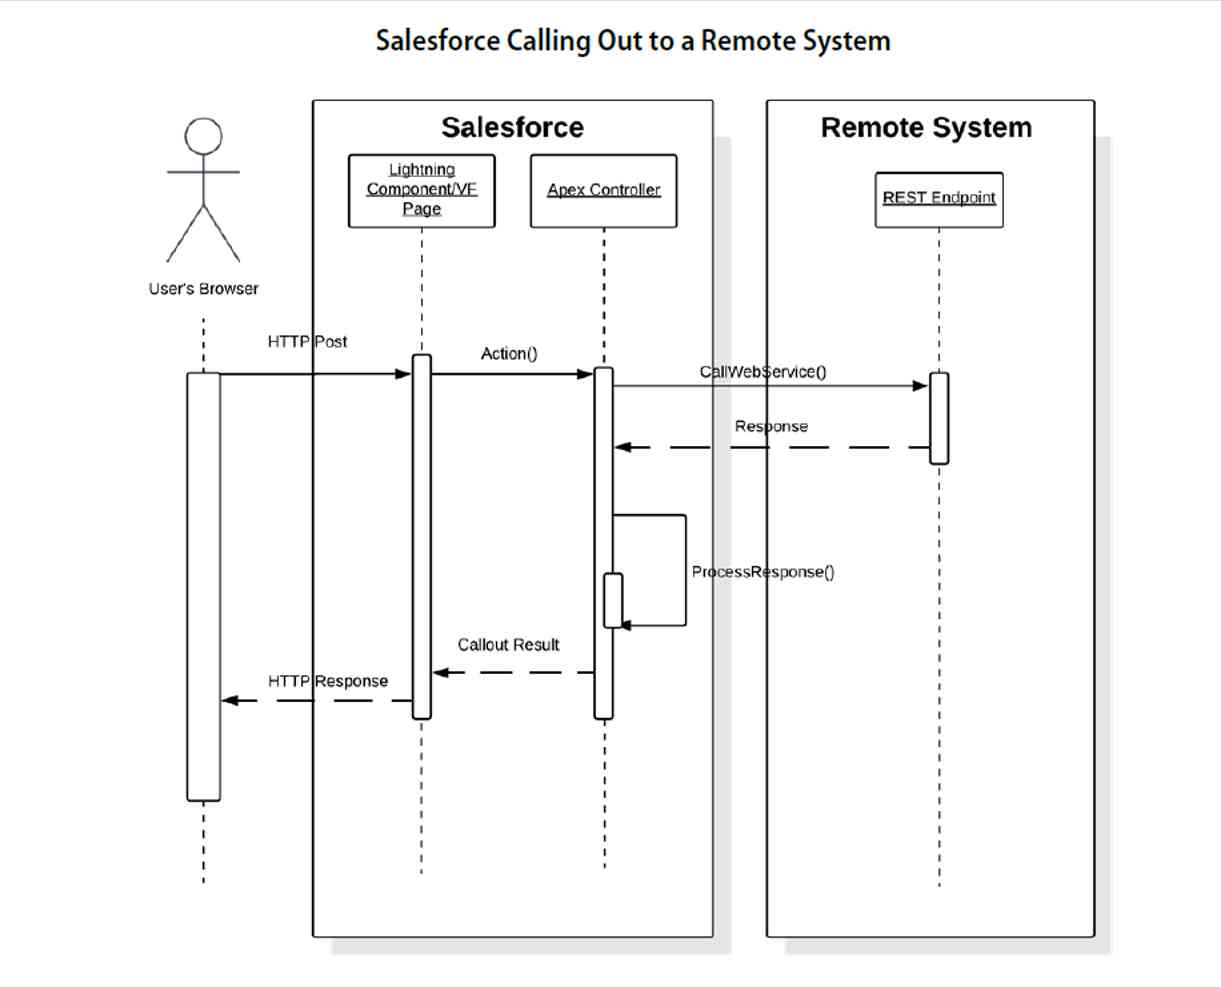 Salesforce Calling Out to a Remote System
Salesforce
Remote System
Lightning
Component/VF
Page
Apex Controller
REST Endpoint
User's Browser
HTTP Post
Action()
CallWebService()
Response
ProcessResponse()
Callout Result
HTTP Response